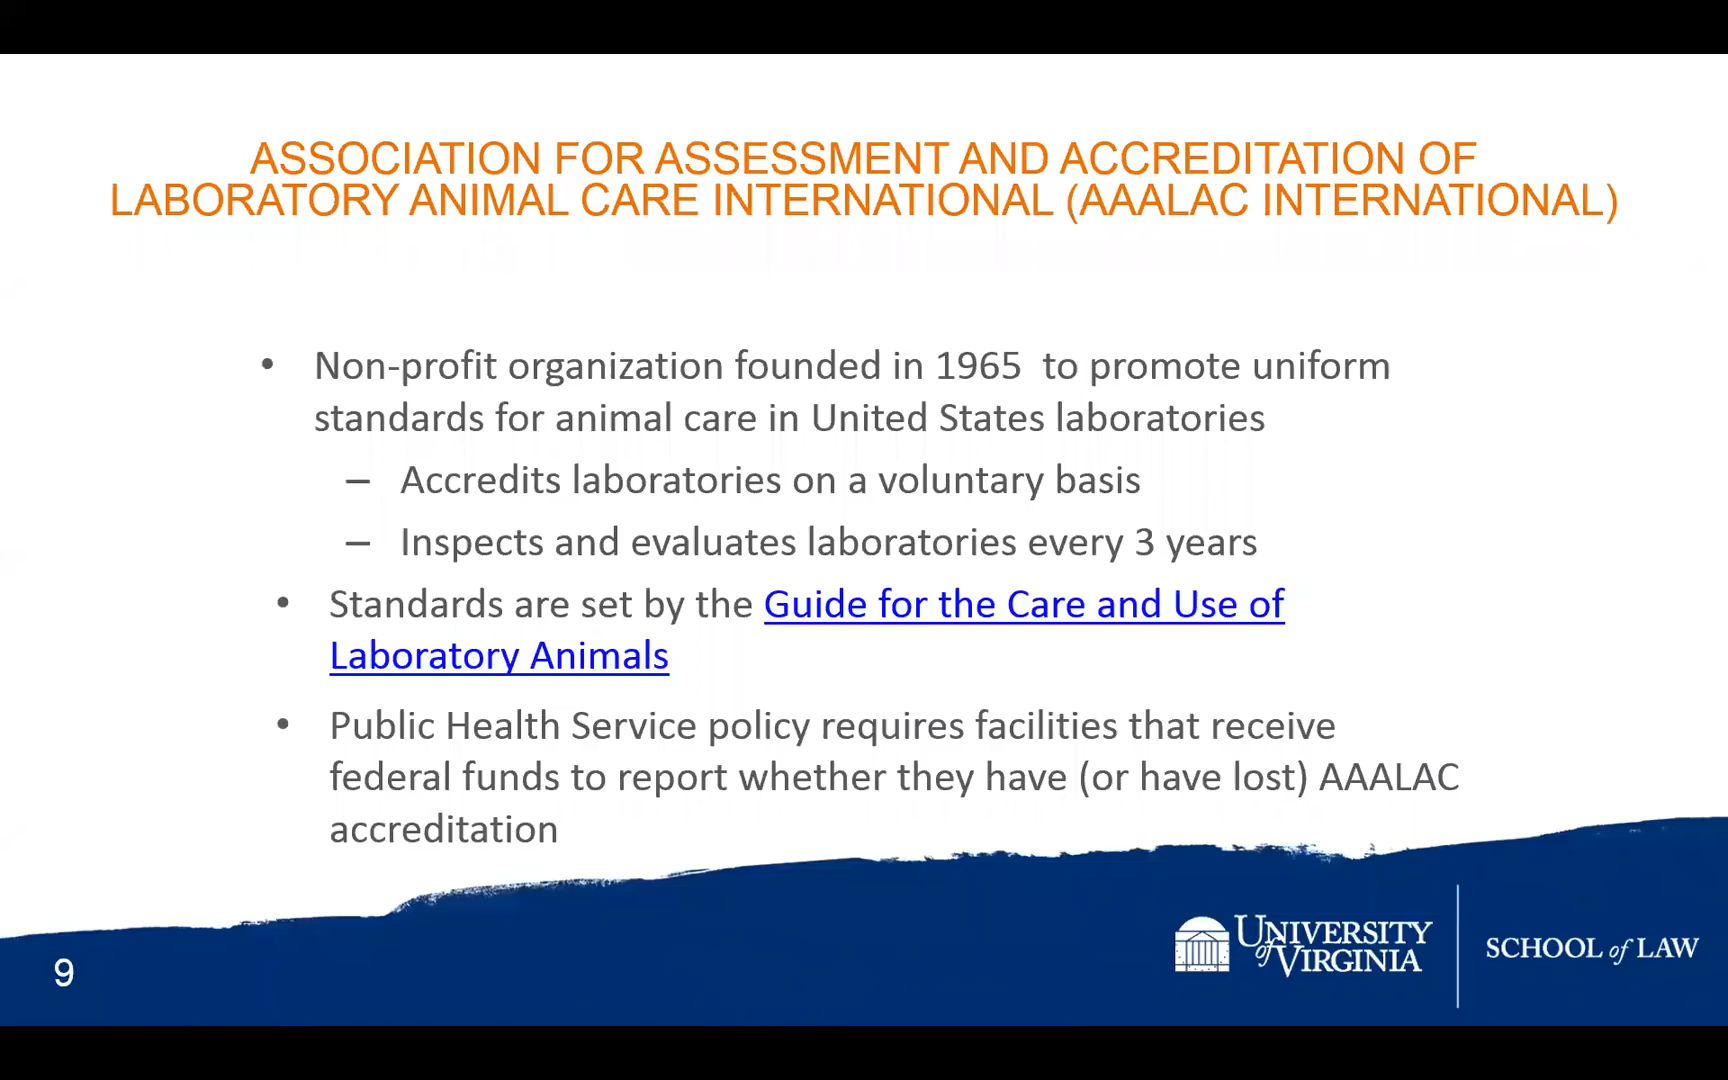 ASSOCIATION FOR ASSESSMENT AND ACCREDITATION OF
LABORATORY ANIMAL CARE INTERNATIONAL (AAALAC INTERNATIONAL)
• Non-profit organization founded in 1965  to promote uniform
standards for animal care in United States laboratories
– Accredits laboratories on a voluntary basis
– Inspects and evaluates laboratories every 3 years
• Standards are set by the Guide for the Care and Use of
Laboratory Animals
• Public Health Service policy requires facilities that receive
federal funds to report whether they have (or have lost) AAALAC
accreditation
9
UNIVERSITY
of VIRGINIA
SCHOOL of LAW